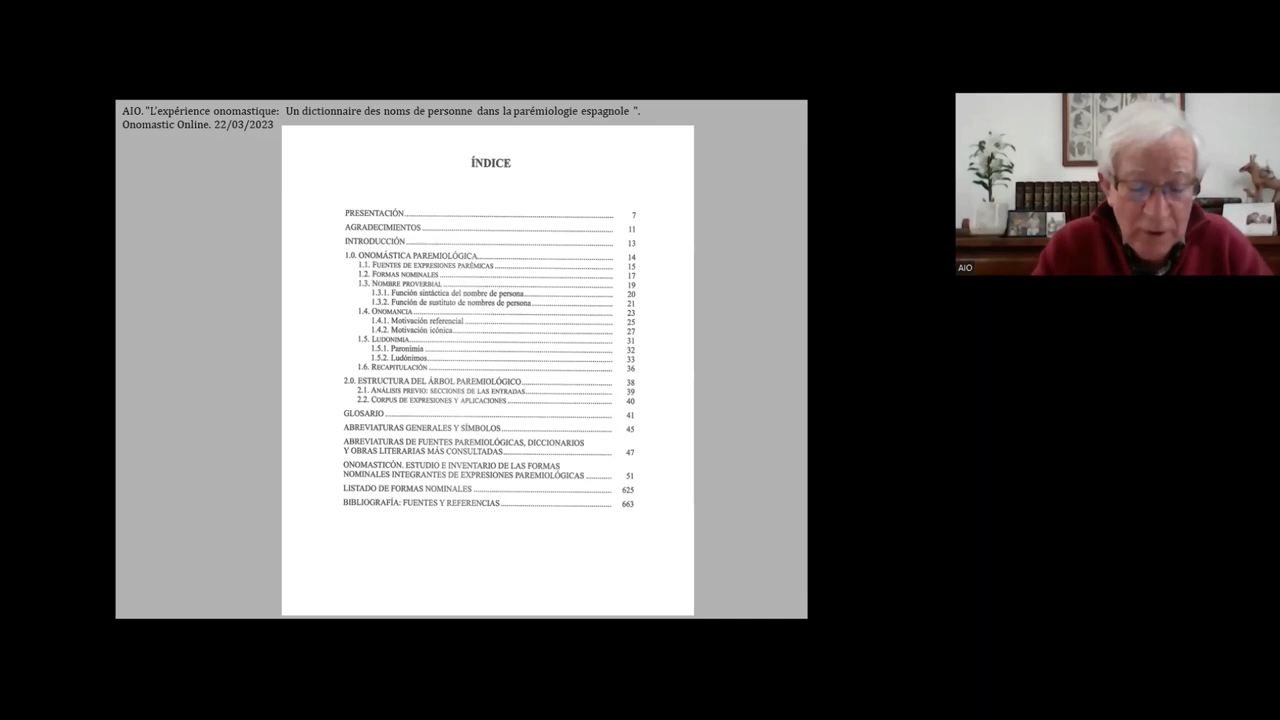 AIO. "L'expérience onomastique: Un dictionnaire des noms de personne dans la parémiologie espagnole ".
Onomastic Online. 22/03/2023
ÍNDICE
PRESENTACIÓN 7
AGRADECIMIENTOS 11
INTRODUCCIÓN 13
1.0. ONOMÁSTICA PAREMIOLÓGICA 14
1.1. FUENTES DE EXPRESIONES PARÉMICAS 15
1.2. FORMAS NOMINALES 17
1.3. NOMBRE PROVERBIAL 19
1.3.1. Función sintáctica del nombre de persona 20
1.3.2. Función de sustituto de nombres de persona 21
1.4. ONOMANCIA 23
1.4.1. Motivación referencial 25
1.4.2. Motivación icónica 27
1.5. LUDONIMIA 31
1.5.1. Paronimia 32
1.5.2. Ludónimos 33
1.6. RECAPITULACIÓN 36
2.0. ESTRUCTURA DEL ÁRBOL PAREMIOLÓGICO 38
2.1. ANÁLISIS PREVIO: SECCIONES DE LAS ENTRADAS 39
2.2. CORPUS DE EXPRESIONES Y APLICACIONES 40
GLOSARIO 41
ABREVIATURAS GENERALES Y SÍMBOLOS 45
ABREVIATURAS DE FUENTES PAREMIOLÓGICAS, DICCIONARIOS
Y OBRAS LITERARIAS MÁS CONSULTADAS 47
ONOMASTICÓN. ESTUDIO E INVENTARIO DE LAS FORMAS
NOMINALES INTEGRANTES DE EXPRESIONES PAREMIOLÓGICAS 51
LISTADO DE FORMAS NOMINALES 625
BIBLIOGRAFÍA: FUENTES Y REFERENCIAS 663
AIO